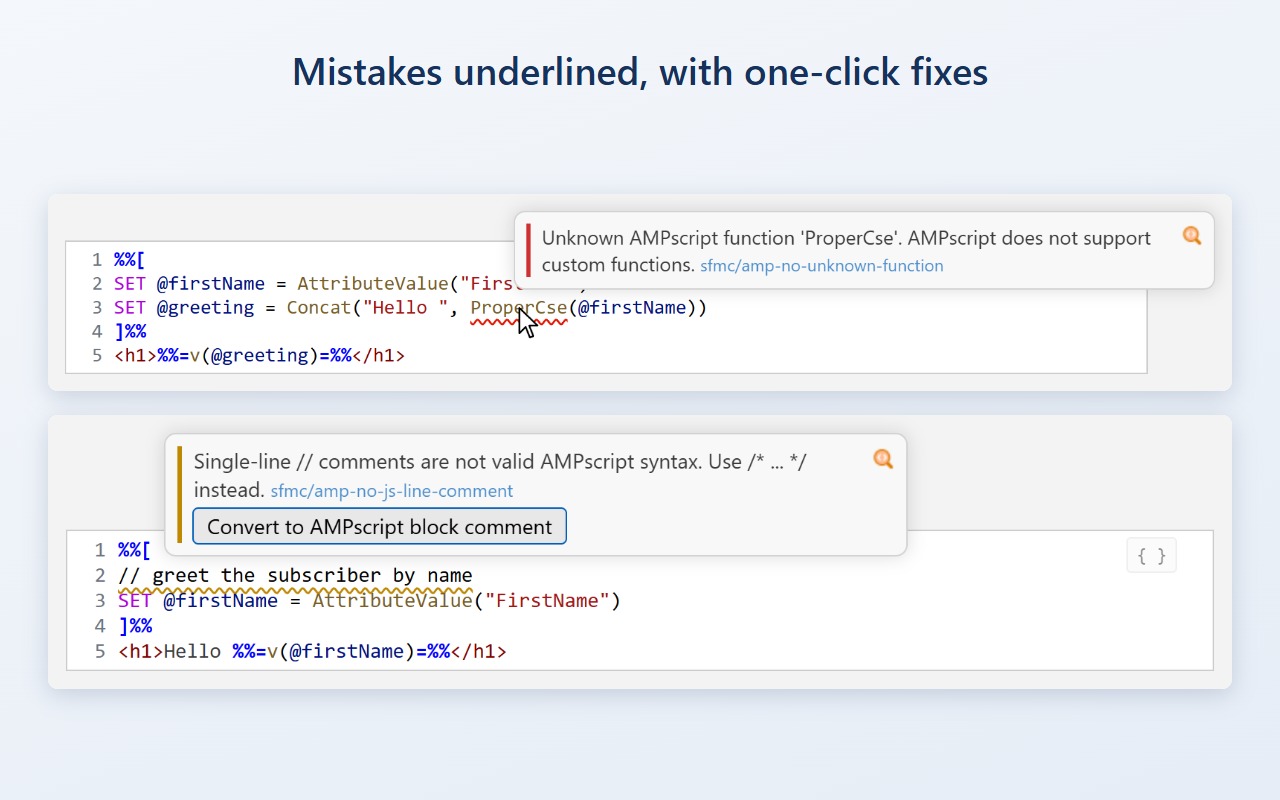 Mistakes underlined, with one-click fixes
Unknown AMPscript function 'ProperCse'. AMPscript does not support
custom functions. sfmc/amp-no-unknown-function
1 %%[
2 SET @firstName = AttributeValue("Firs
3 SET @greeting = Concat("Hello ", ProperCse(@firstName))
4 ]%%
5 <h1>%%=v(@greeting)=%%</h1>
Single-line // comments are not valid AMPscript syntax. Use /* ... */
instead. sfmc/amp-no-js-line-comment
Convert to AMPscript block comment
1 %%[
{ }
2 // greet the subscriber by name
3 SET @firstName = AttributeValue("FirstName")
4 ]%%
5 <h1>Hello %%=v(@firstName)=%%</h1>